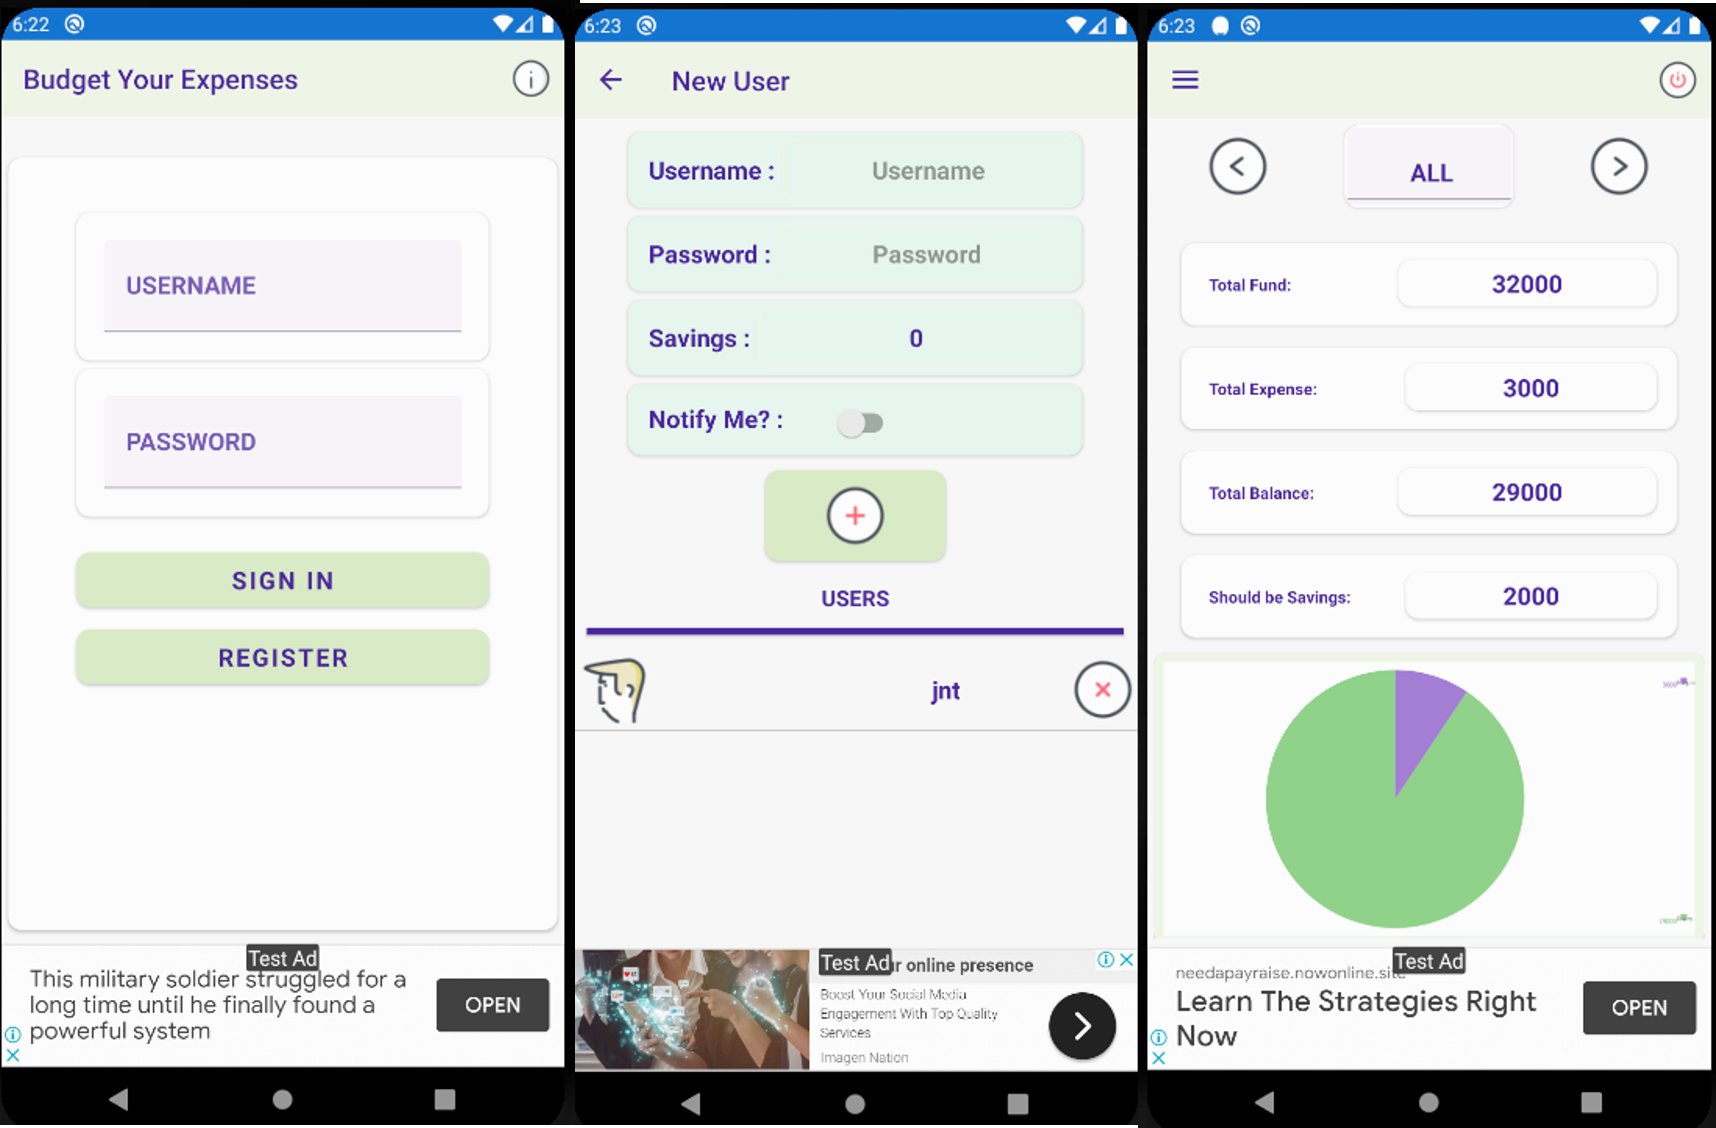 6:22
Budget Your Expenses
USERNAME
PASSWORD
SIGN IN
REGISTER
Test Ad
This military soldier struggled for a
long time until he finally found a
powerful system
OPEN
6:23
New User
Username :
Username
Password :
Password
Savings :
0
Notify Me? :
USERS
jnt
Test Ad
online presence
Boost Your Social Media
Engagement With Top Quality
Services
Imagen Nation
6:23
ALL
Total Fund:
32000
Total Expense:
3000
Total Balance:
29000
Should be Savings:
2000
3000
29000
Test Ad
needapayraise.nowonline.site
Learn The Strategies Right
Now
OPEN